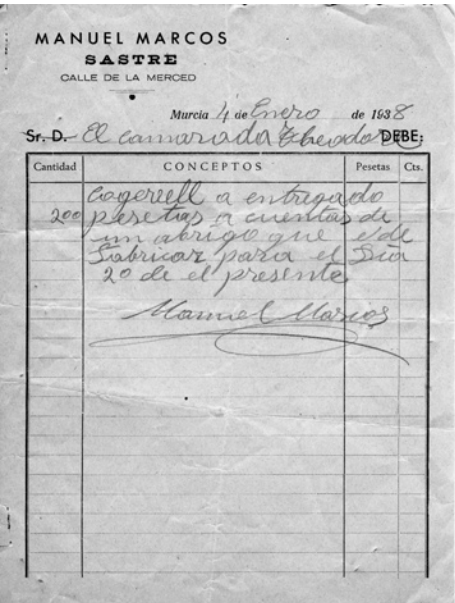 MANUEL MARCOS
SASTRE
CALLE DE LA MERCED
Murcia 4 de Enero de 1938
Sr. D. El camarada Theodor DEBE:
Cantidad CONCEPTOS Pesetas Cts.
Cogerell a entregado
200 pesetas a cuentas de
un abrigo que e de
Fabricar para el Dia
20 de el presente
Manuel Marcos